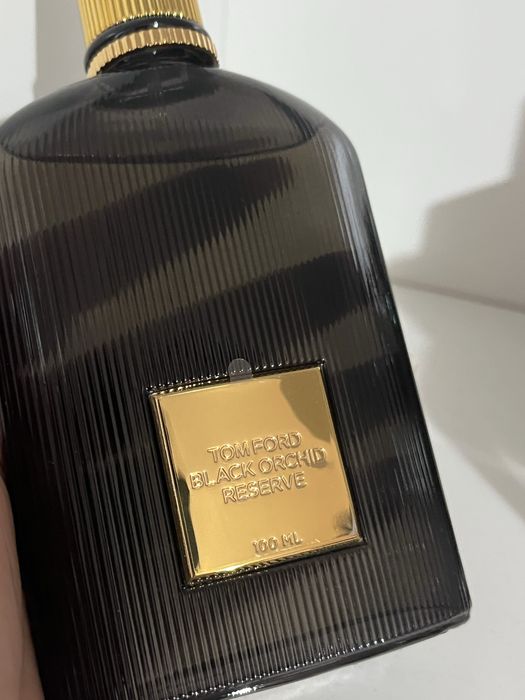 TOM FORD
BLACK ORCHID
RESERVE
100 ML